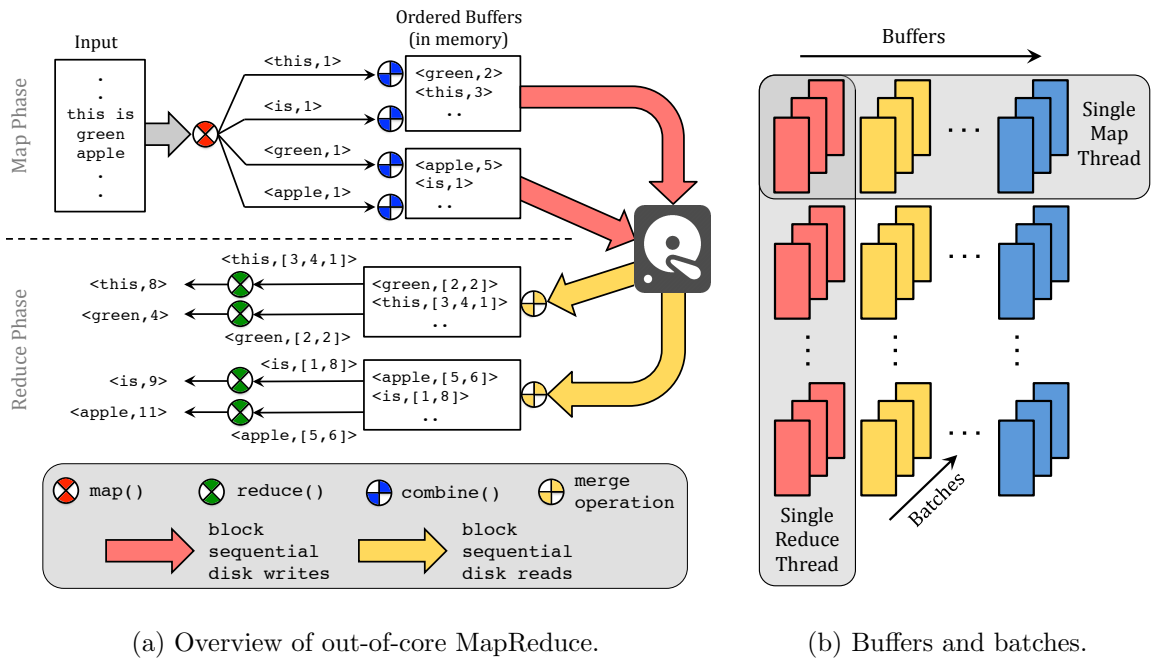 Map Phase
Input
.
.
this is
green
apple
.
.
<this,1>
<is,1>
<green,1>
<apple,1>
Ordered Buffers
(in memory)
<green,2>
<this,3>
..
<apple,5>
<is,1>
..
Reduce Phase
<this,[3,4,1]>
<this,8>
<green,4>
<green,[2,2]>
<green,[2,2]>
<this,[3,4,1]>
..
<is,[1,8]>
<is,9>
<apple,11>
<apple,[5,6]>
<apple,[5,6]>
<is,[1,8]>
..
map()
reduce()
combine()
merge
operation
block
sequential
disk writes
block
sequential
disk reads
(a) Overview of out-of-core MapReduce.
Buffers
...
Single
Map
Thread
...
...
...
...
...
Batches
Single
Reduce
Thread
(b) Buffers and batches.